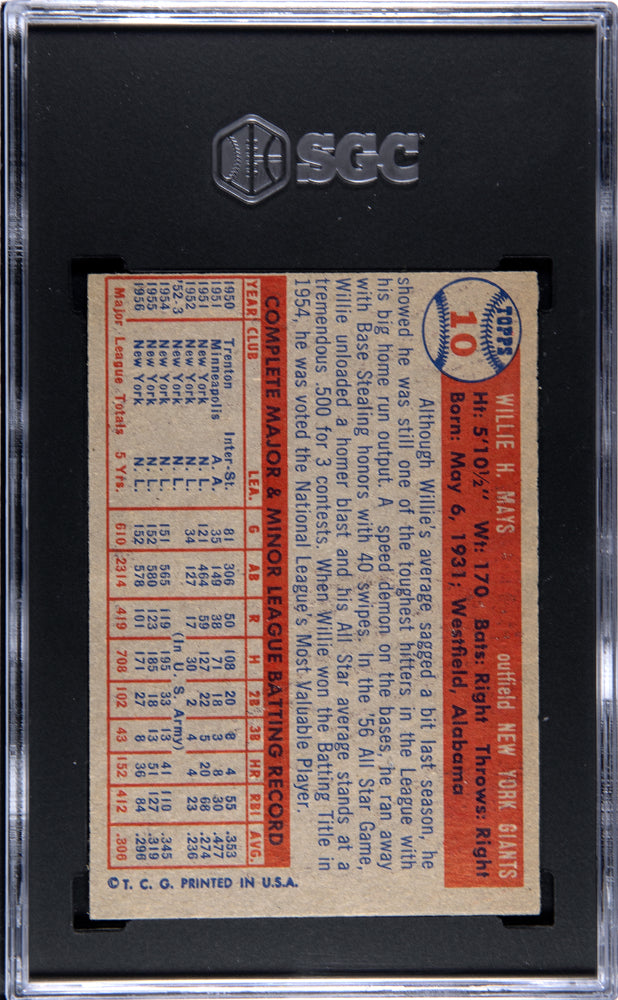 SGC
TOPPS
10
WILLIE H. MAYS outfield NEW YORK GIANTS
Ht: 5'10½" Wt: 170 Bats: Right Throws: Right
Born: May 6, 1931; Westfield, Alabama
Although Willie's average sagged a bit last season, he
showed he was still one of the toughest hitters in the League with
his big home run output. A speed demon on the bases, he ran away
with Base Stealing honors with 40 swipes. In the '56 All Star Game,
Willie unloaded a homer blast and his All Star average stands at a
tremendous .500 for 3 contests. When Willie won the Batting Title in
1954, he was voted the National League's Most Valuable Player.
COMPLETE MAJOR & MINOR LEAGUE BATTING RECORD
YEAR CLUB LEA. G AB R H 2B 3B HR RBI AVG.
1950 Trenton Inter-St. 81 306 50 108 20 8 4 55 .353
1951 Minneapolis A. A. 35 149 38 71 18 3 8 30 .477
1951 New York N. L. 121 464 59 127 22 5 20 68 .274
1952 New York N. L. 34 127 17 30 2 4 4 23 .236
'52-3 New York N. L. (In U. S. Army)
1954 New York N. L. 151 565 119 195 33 13 41 110 .345
1955 New York N. L. 152 580 123 185 18 13 51 127 .319
1956 New York N. L. 152 578 101 171 27 8 36 84 .296
Major League Totals 5 Yrs. 610 2314 419 708 102 43 152 412 .306
© T. C. G. PRINTED IN U.S.A.